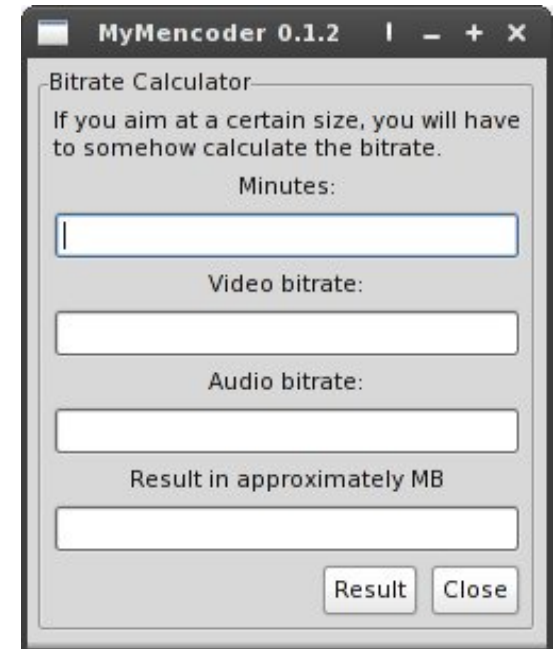 MyMencoder 0.1.2
Bitrate Calculator
If you aim at a certain size, you will have
to somehow calculate the bitrate.
Minutes:
Video bitrate:
Audio bitrate:
Result in approximately MB
Result Close